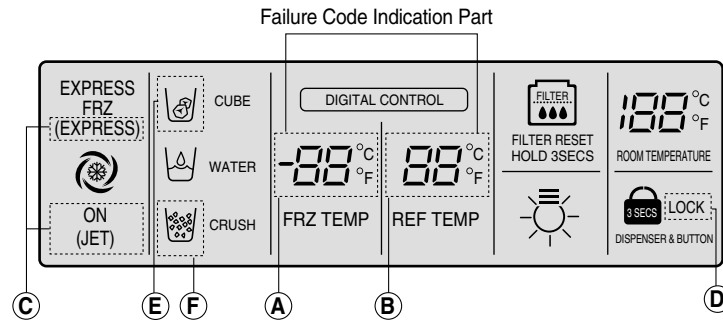 Failure Code Indication Part
EXPRESS
FRZ
(EXPRESS)
ON
(JET)
CUBE
WATER
CRUSH
DIGITAL CONTROL
-88 °C
°F
FRZ TEMP
88 °C
°F
REF TEMP
FILTER
FILTER RESET
HOLD 3SECS
188 °C
°F
ROOM TEMPERATURE
3 SECS LOCK
DISPENSER & BUTTON
C
E
F
A
B
D